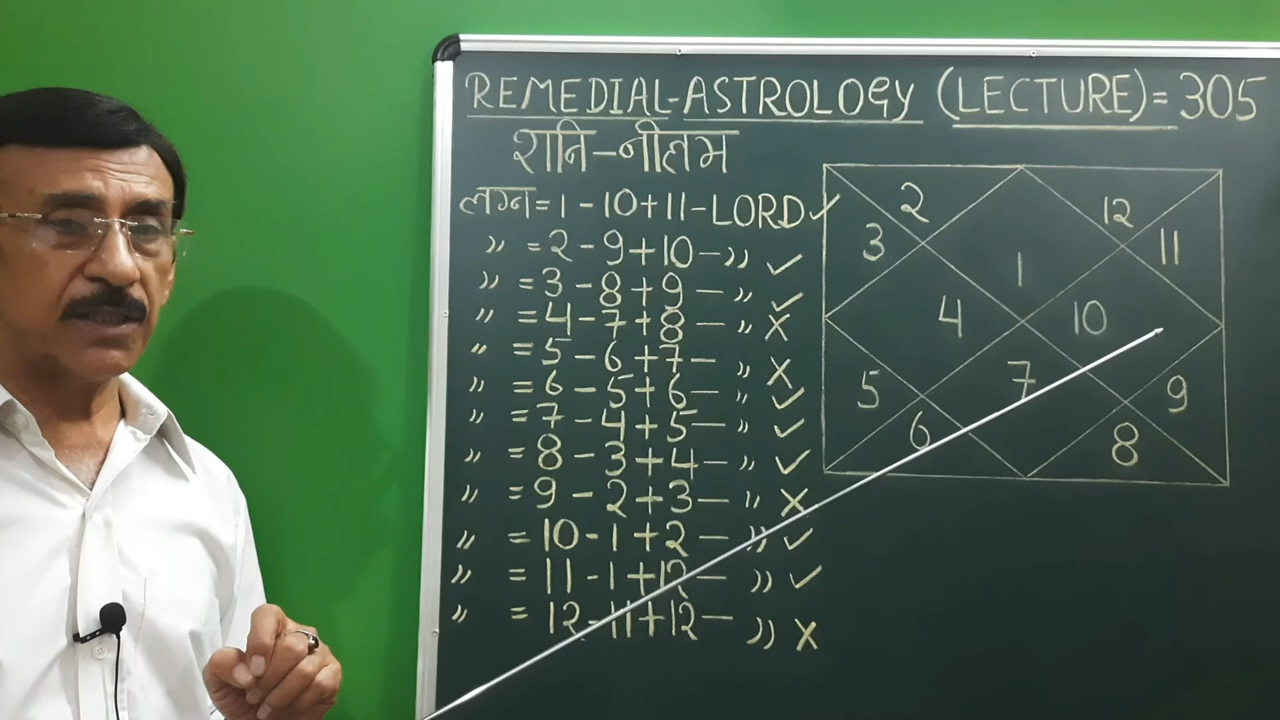 REMEDIAL-ASTROLOGY (LECTURE)= 305
शनि-नीलम
लग्न=1-10+11-LORD✓
〃 =2-9+10-〃 ✓
〃 =3-8+9-〃 ✓
〃 =4-7+8-〃 X
〃 =5-6+7-〃 X
〃 =6-5+6-〃 ✓
〃 =7-4+5-〃 ✓
〃 =8-3+4-〃 ✓
〃 =9-2+3-〃 X
〃 =10-1+2-〃 ✓
〃 =11-1+12-〃 ✓
〃 =12-11+12-〃 X
2 12
3 11
1
4 10
7
5 9
6 8